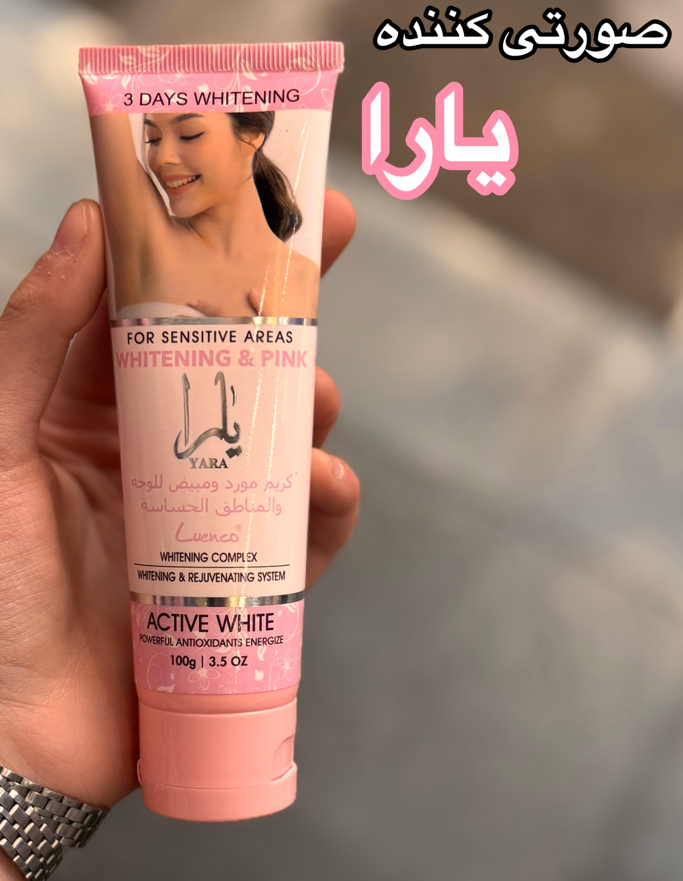 صورتی کننده
یارا
3 DAYS WHITENING
FOR SENSITIVE AREAS
WHITENING & PINK
يارا
YARA
كريم مورد ومبيض للوجه
والمناطق الحساسه
Luenco®
WHITENING COMPLEX
WHITENING & REJUVENATING SYSTEM
ACTIVE WHITE
POWERFUL ANTIOXIDANTS ENERGIZE
100g | 3.5 OZ